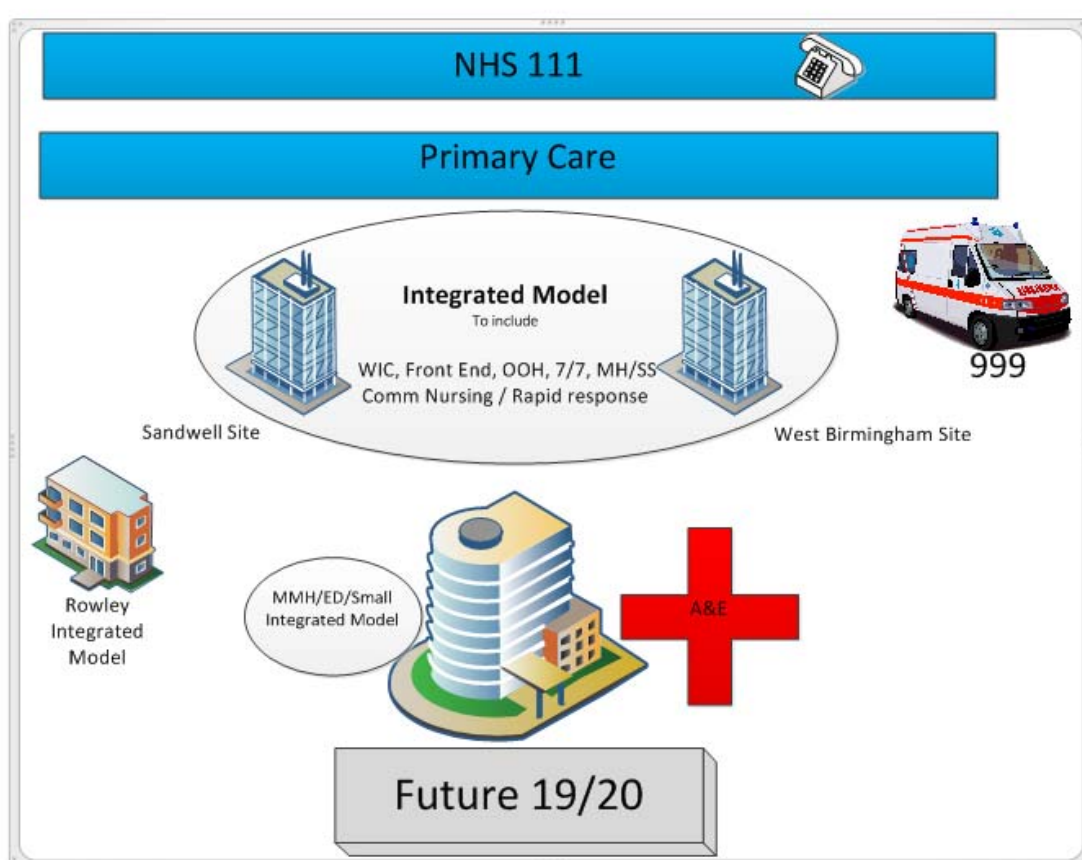 NHS 111
Primary Care
Integrated Model
To include
WIC, Front End, OOH, 7/7, MH/SS
Comm Nursing / Rapid response
999
Sandwell Site
West Birmingham Site
Rowley
Integrated
Model
MMH/ED/Small
Integrated Model
A&E
Future 19/20